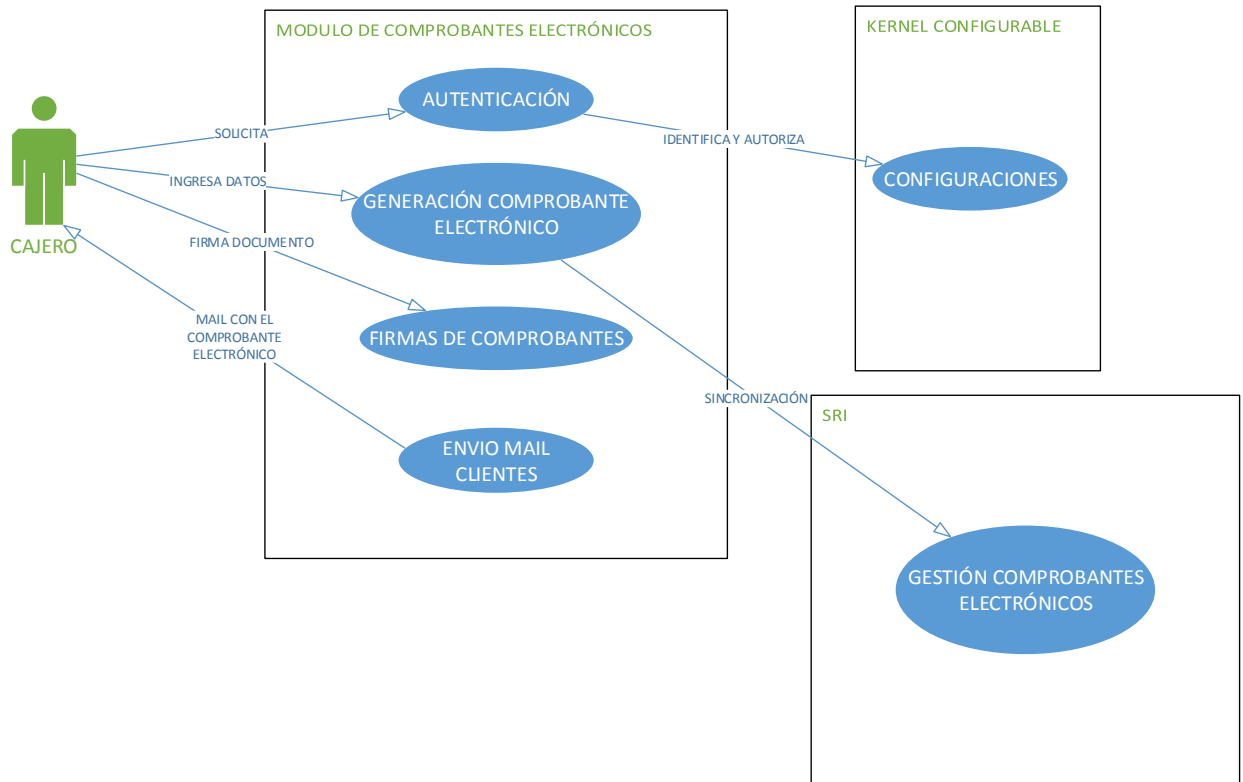 MODULO DE COMPROBANTES ELECTRÓNICOS
KERNEL CONFIGURABLE
AUTENTICACIÓN
SOLICITA
IDENTIFICA Y AUTORIZA
CONFIGURACIONES
INGRESA DATOS
GENERACIÓN COMPROBANTE
ELECTRÓNICO
CAJERO
FIRMA DOCUMENTO
MAIL CON EL
COMPROBANTE
ELECTRÓNICO
FIRMAS DE COMPROBANTES
SINCRONIZACIÓN
SRI
ENVIO MAIL
CLIENTES
GESTIÓN COMPROBANTES
ELECTRÓNICOS